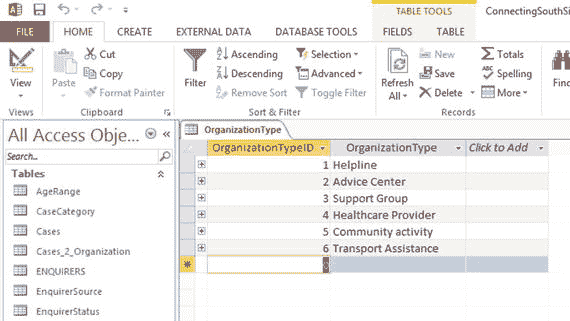 TABLE TOOLS
ConnectingSouthSi
FILE HOME CREATE EXTERNAL DATA DATABASE TOOLS FIELDS TABLE
View
Paste
Cut
Copy
Format Painter
Filter
Ascending
Descending
Remove Sort
Selection
Advanced
Toggle Filter
Refresh All
New
Save
Delete
Totals
Spelling
More
Find
Views Clipboard Sort & Filter Records
All Access Obje...
Search...
Tables
AgeRange
CaseCategory
Cases
Cases_2_Organization
ENQUIRERS
EnquirerSource
EnquirerStatus
OrganizationType
OrganizationTypeID OrganizationType Click to Add
1 Helpline
2 Advice Center
3 Support Group
4 Healthcare Provider
5 Community activity
6 Transport Assistance
0